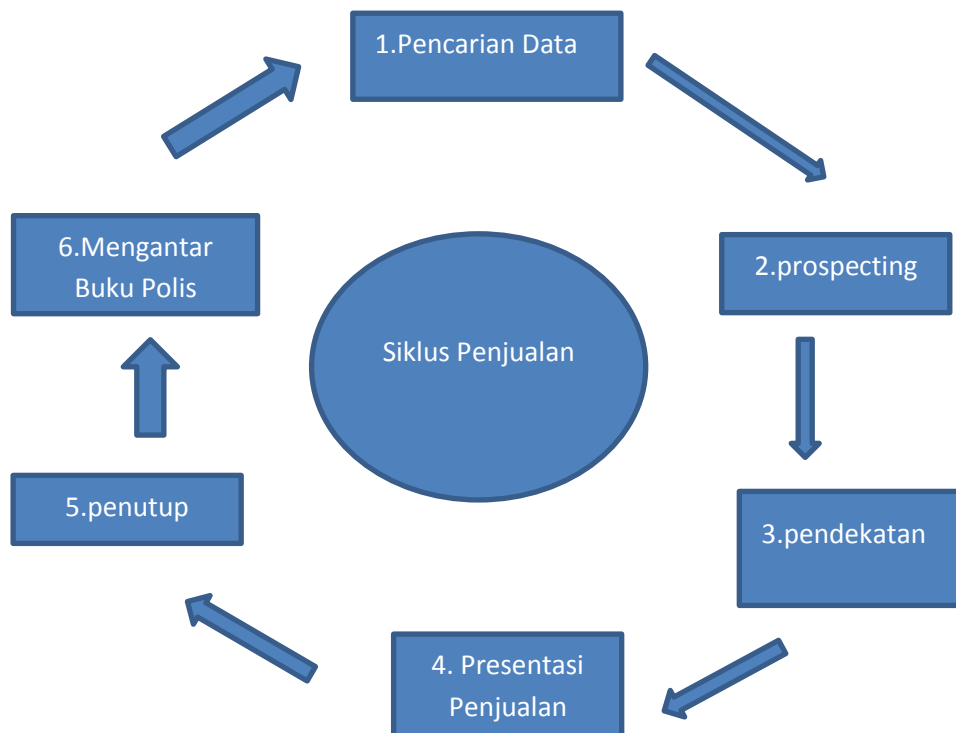 1.Pencarian Data
2.prospecting
3.pendekatan
4. Presentasi
Penjualan
5.penutup
6.Mengantar
Buku Polis
Siklus Penjualan